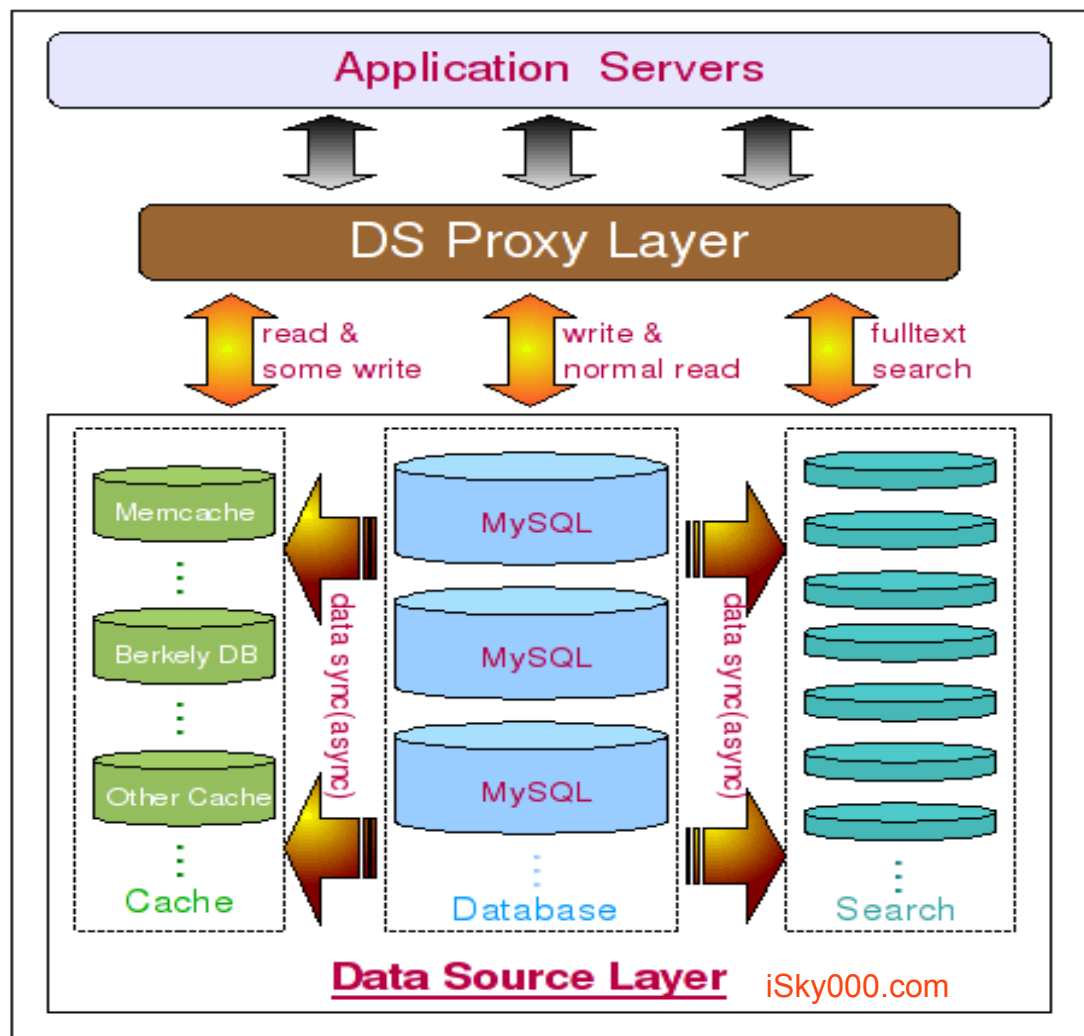 Application Servers
DS Proxy Layer
read &
some write
write &
normal read
fulltext
search
Memcache
Berkely DB
Other Cache
Cache
data sync(async)
MySQL
MySQL
MySQL
Database
data sync(async)
Search
Data Source Layer
iSky000.com